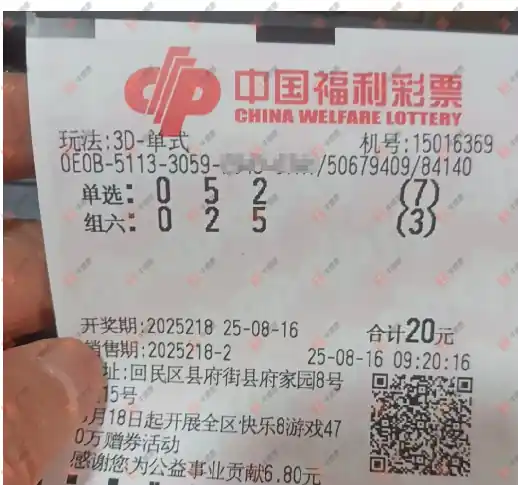 中国福利彩票
CHINA WELFARE LOTTERY
玩法:3D-单式 机号:15016369
0E0B-5113-3059- /50679409/84140
单选: 0 5 2 (7)
组六: 0 2 5 (3)
开奖期:2025218 25-08-16 合计20元
销售期:2025218-2 25-08-16 09:20:16
址:回民区县府街县府家园8号
15号
月18日起开展全区快乐8游戏47
0万赠券活动
感谢您为公益事业贡献6.80元